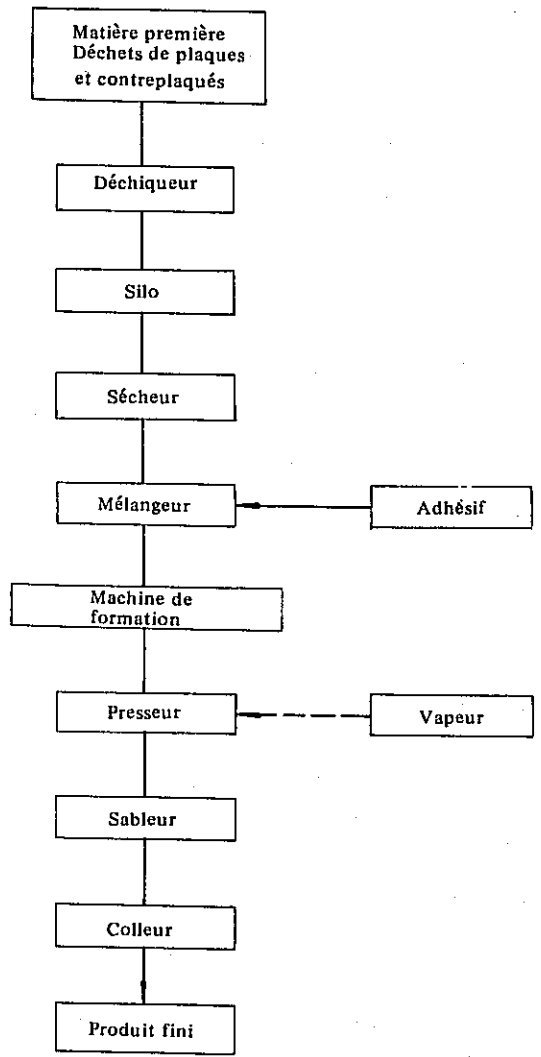 Matière première
Déchets de plaques
et contreplaqués
Déchiqueur
Silo
Sécheur
Mélangeur
Adhésif
Machine de
formation
Presseur
Vapeur
Sableur
Colleur
Produit fini